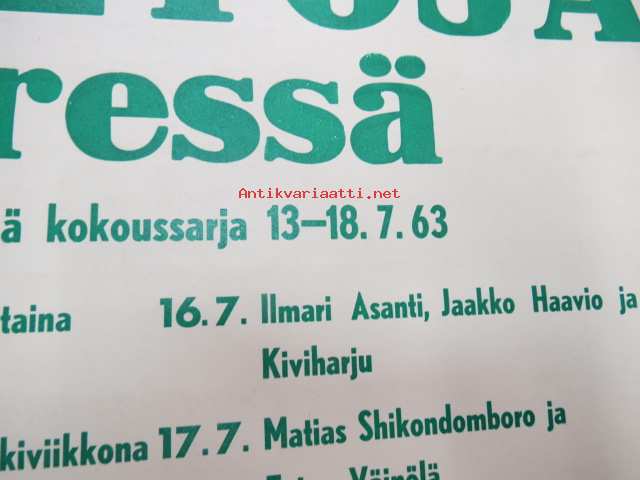 ressä
Antikvariaatti.net
ä kokoussarja 13–18.7.63
taina 16.7. Ilmari Asanti, Jaakko Haavio ja
Kiviharju
kiviikkona 17.7. Matias Shikondomboro ja
Väinölä